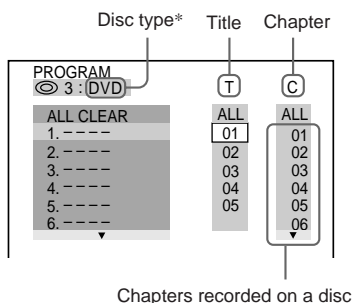 Disc type* Title Chapter
PROGRAM
3 : DVD T C
ALL CLEAR ALL ALL
1. – – – – 01 01
2. – – – – 02 02
3. – – – – 03 03
4. – – – – 04 04
5. – – – – 05 05
6. – – – – 06
Chapters recorded on a disc